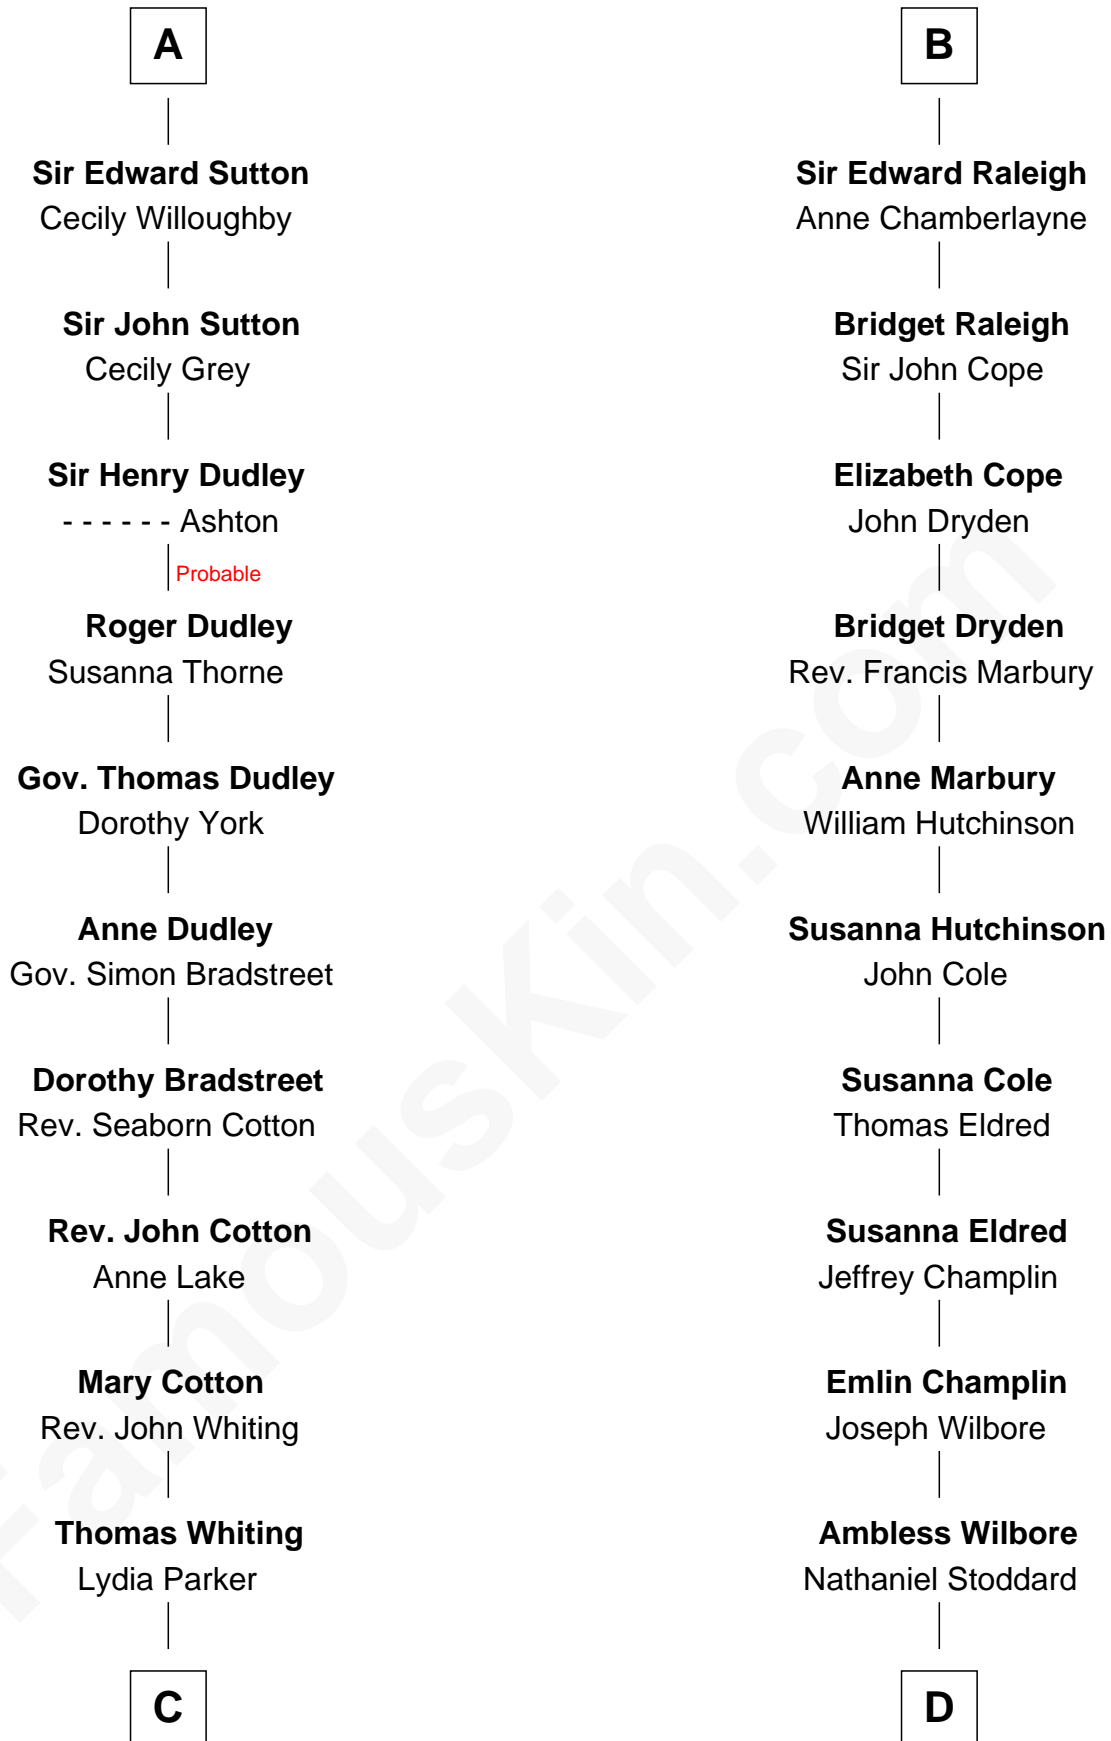 A
Sir Edward Sutton
Cecily Willoughby
Sir John Sutton
Cecily Grey
Sir Henry Dudley
- - - - - - Ashton
Probable
Roger Dudley
Susanna Thorne
Gov. Thomas Dudley
Dorothy York
Anne Dudley
Gov. Simon Bradstreet
Dorothy Bradstreet
Rev. Seaborn Cotton
Rev. John Cotton
Anne Lake
Mary Cotton
Rev. John Whiting
Thomas Whiting
Lydia Parker
C
B
Sir Edward Raleigh
Anne Chamberlayne
Bridget Raleigh
Sir John Cope
Elizabeth Cope
John Dryden
Bridget Dryden
Rev. Francis Marbury
Anne Marbury
William Hutchinson
Susanna Hutchinson
John Cole
Susanna Cole
Thomas Eldred
Susanna Eldred
Jeffrey Champlin
Emlin Champlin
Joseph Wilbore
Ambless Wilbore
Nathaniel Stoddard
D
FamousKin.com